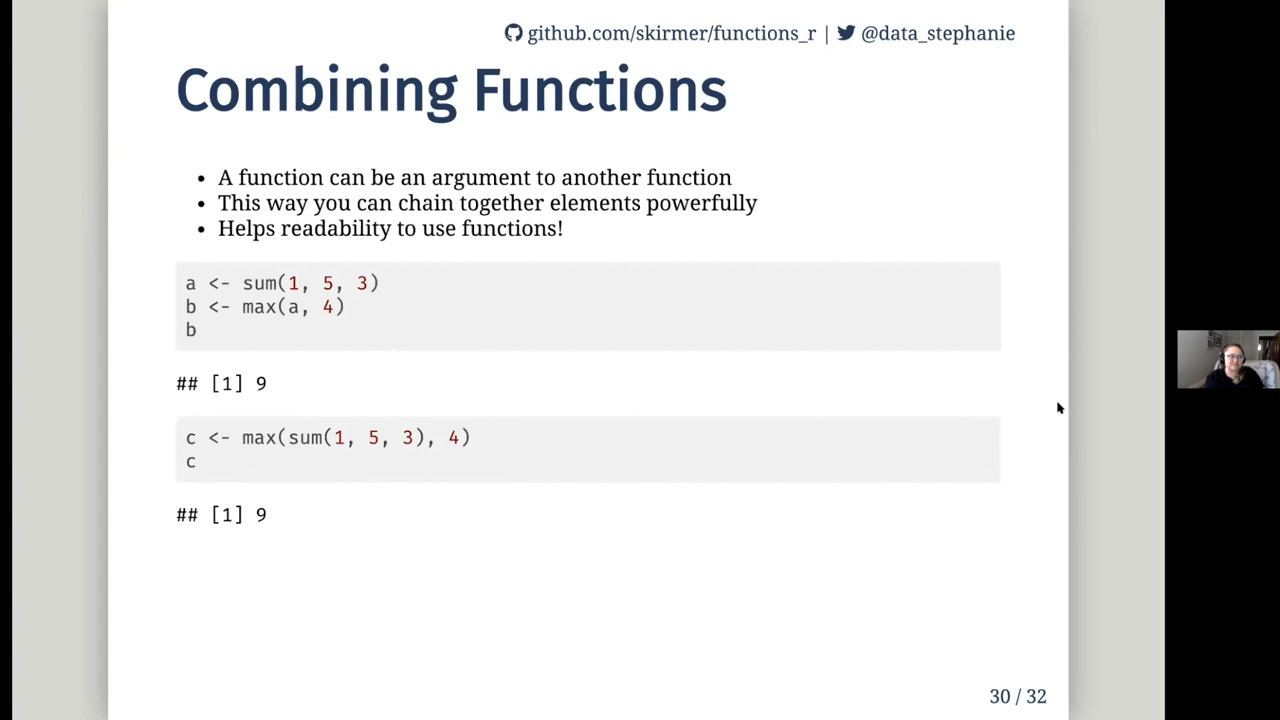 github.com/skirmer/functions_r | @data_stephanie
Combining Functions
• A function can be an argument to another function
• This way you can chain together elements powerfully
• Helps readability to use functions!
a <- sum(1, 5, 3)
b <- max(a, 4)
b
## [1] 9
c <- max(sum(1, 5, 3), 4)
c
## [1] 9
30 / 32